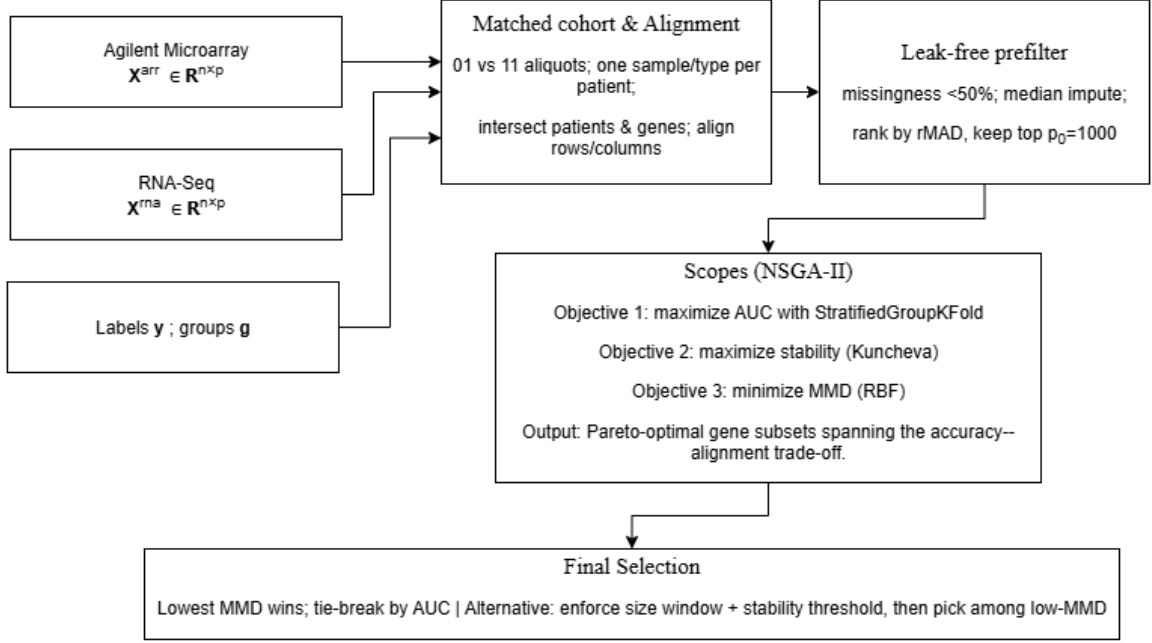 Agilent Microarray
X^arr ∈ R^n×p
RNA-Seq
X^rna ∈ R^n×p
Labels y ; groups g
Matched cohort & Alignment
01 vs 11 aliquots; one sample/type per
patient;
intersect patients & genes; align
rows/columns
Leak-free prefilter
missingness <50%; median impute;
rank by rMAD, keep top p₀=1000
Scopes (NSGA-II)
Objective 1: maximize AUC with StratifiedGroupKFold
Objective 2: maximize stability (Kuncheva)
Objective 3: minimize MMD (RBF)
Output: Pareto-optimal gene subsets spanning the accuracy--
alignment trade-off.
Final Selection
Lowest MMD wins; tie-break by AUC | Alternative: enforce size window + stability threshold, then pick among low-MMD